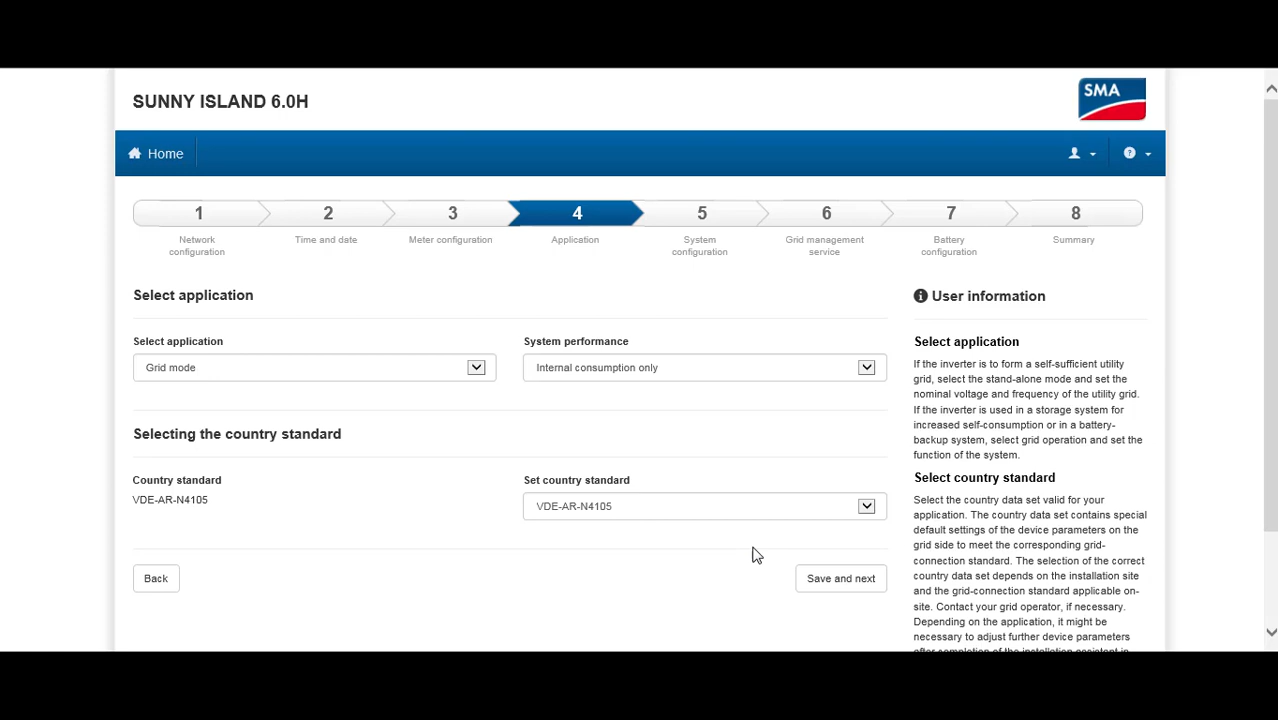 SUNNY ISLAND 6.0H
SMA
Home
1
2
3
4
5
6
7
8
Network
configuration
Time and date
Meter configuration
Application
System
configuration
Grid management
service
Battery
configuration
Summary
Select application
Select application
System performance
Grid mode
Internal consumption only
Selecting the country standard
Country standard
Set country standard
VDE-AR-N4105
VDE-AR-N4105
Back
Save and next
User information
Select application
If the inverter is to form a self-sufficient utility
grid, select the stand-alone mode and set the
nominal voltage and frequency of the utility grid.
If the inverter is used in a storage system for
increased self-consumption or in a battery-
backup system, select grid operation and set the
function of the system.
Select country standard
Select the country data set valid for your
application. The country data set contains special
default settings of the device parameters on the
grid side to meet the corresponding grid-
connection standard. The selection of the correct
country data set depends on the installation site
and the grid-connection standard applicable on-
site. Contact your grid operator, if necessary.
Depending on the application, it might be
necessary to adjust further device parameters
after completion of the installation assistant in